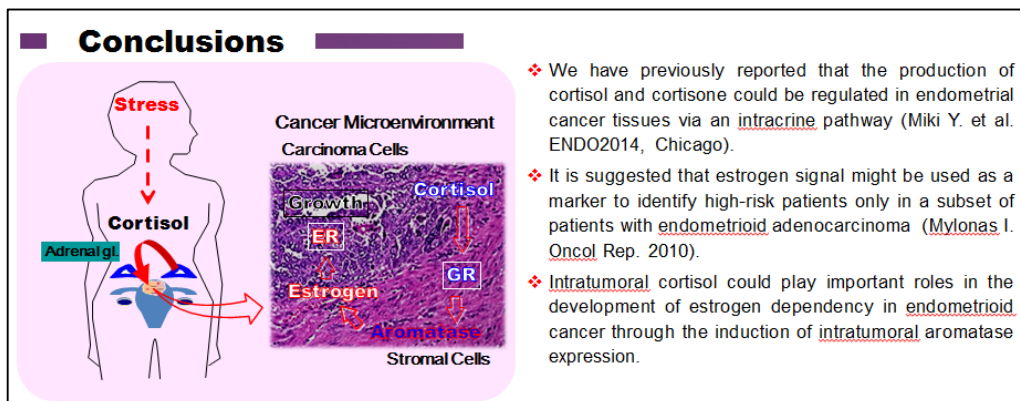 Conclusions
Stress
Cortisol
Adrenal gl.
Cancer Microenvironment
Carcinoma Cells
Growth
Cortisol
ER
GR
Estrogen
Aromatase
Stromal Cells
❖ We have previously reported that the production of
cortisol and cortisone could be regulated in endometrial
cancer tissues via an intracrine pathway (Miki Y. et al.
ENDO2014, Chicago).
❖ It is suggested that estrogen signal might be used as a
marker to identify high-risk patients only in a subset of
patients with endometrioid adenocarcinoma (Mylonas I.
Oncol Rep. 2010).
❖ Intratumoral cortisol could play important roles in the
development of estrogen dependency in endometrioid
cancer through the induction of intratumoral aromatase
expression.